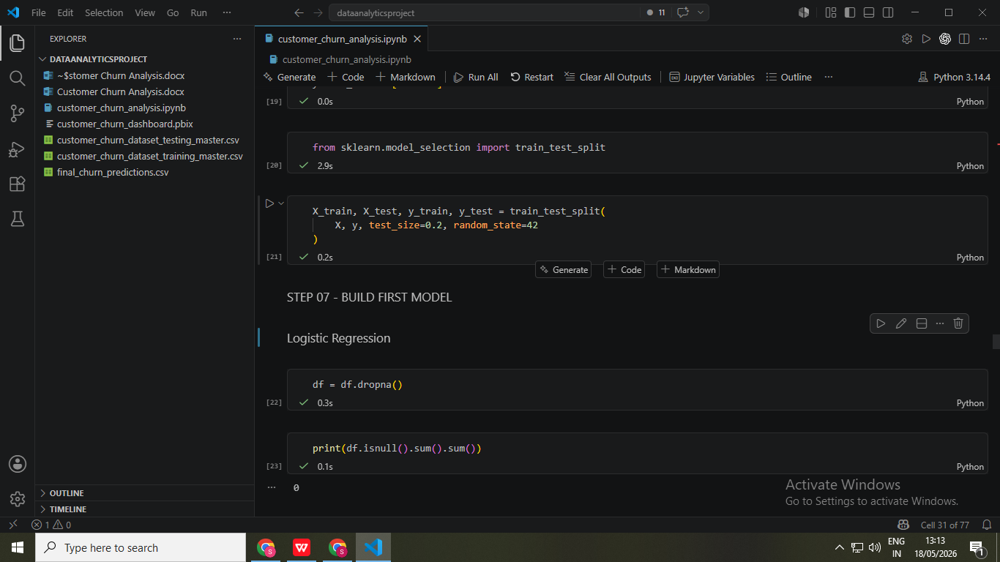 File Edit Selection View Go Run ···
dataanalyticsproject
11
EXPLORER ···
DATAANALYTICSPROJECT
~$stomer Churn Analysis.docx
Customer Churn Analysis.docx
customer_churn_analysis.ipynb
customer_churn_dashboard.pbix
customer_churn_dataset_testing_master.csv
customer_churn_dataset_training_master.csv
final_churn_predictions.csv
OUTLINE
TIMELINE
customer_churn_analysis.ipynb
customer_churn_analysis.ipynb
Generate + Code + Markdown Run All Restart Clear All Outputs Jupyter Variables Outline ··· Python 3.14.4
[19] 0.0s Python
from sklearn.model_selection import train_test_split
[20] 2.9s Python
X_train, X_test, y_train, y_test = train_test_split(
X, y, test_size=0.2, random_state=42
)
[21] 0.2s Python
Generate + Code + Markdown
STEP 07 - BUILD FIRST MODEL
Logistic Regression
df = df.dropna()
[22] 0.3s Python
print(df.isnull().sum().sum())
[23] 0.1s Python
··· 0
Activate Windows
Go to Settings to activate Windows.
1 0 Cell 31 of 77
Type here to search
S W S
ENG
IN
13:13
18/05/2026
1